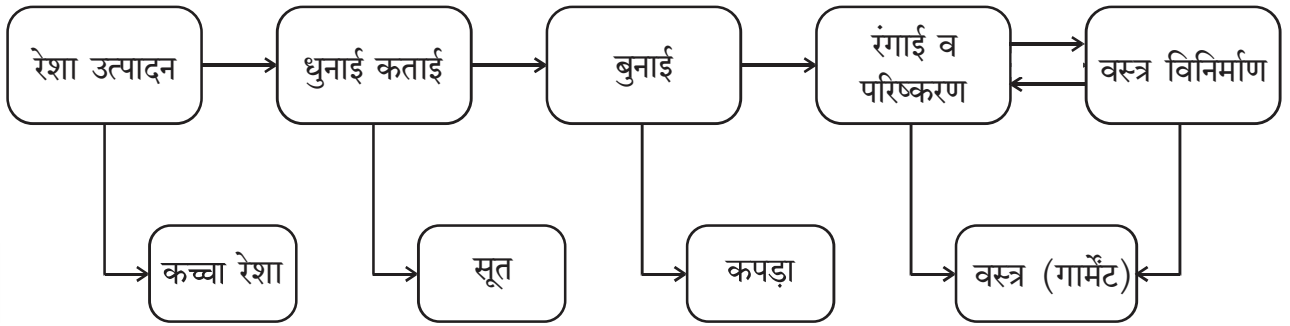 रेशा उत्पादन
धुनाई कताई
बुनाई
रंगाई व
परिष्करण
वस्त्र विनिर्माण
कच्चा रेशा
सूत
कपड़ा
वस्त्र (गार्मेंट)